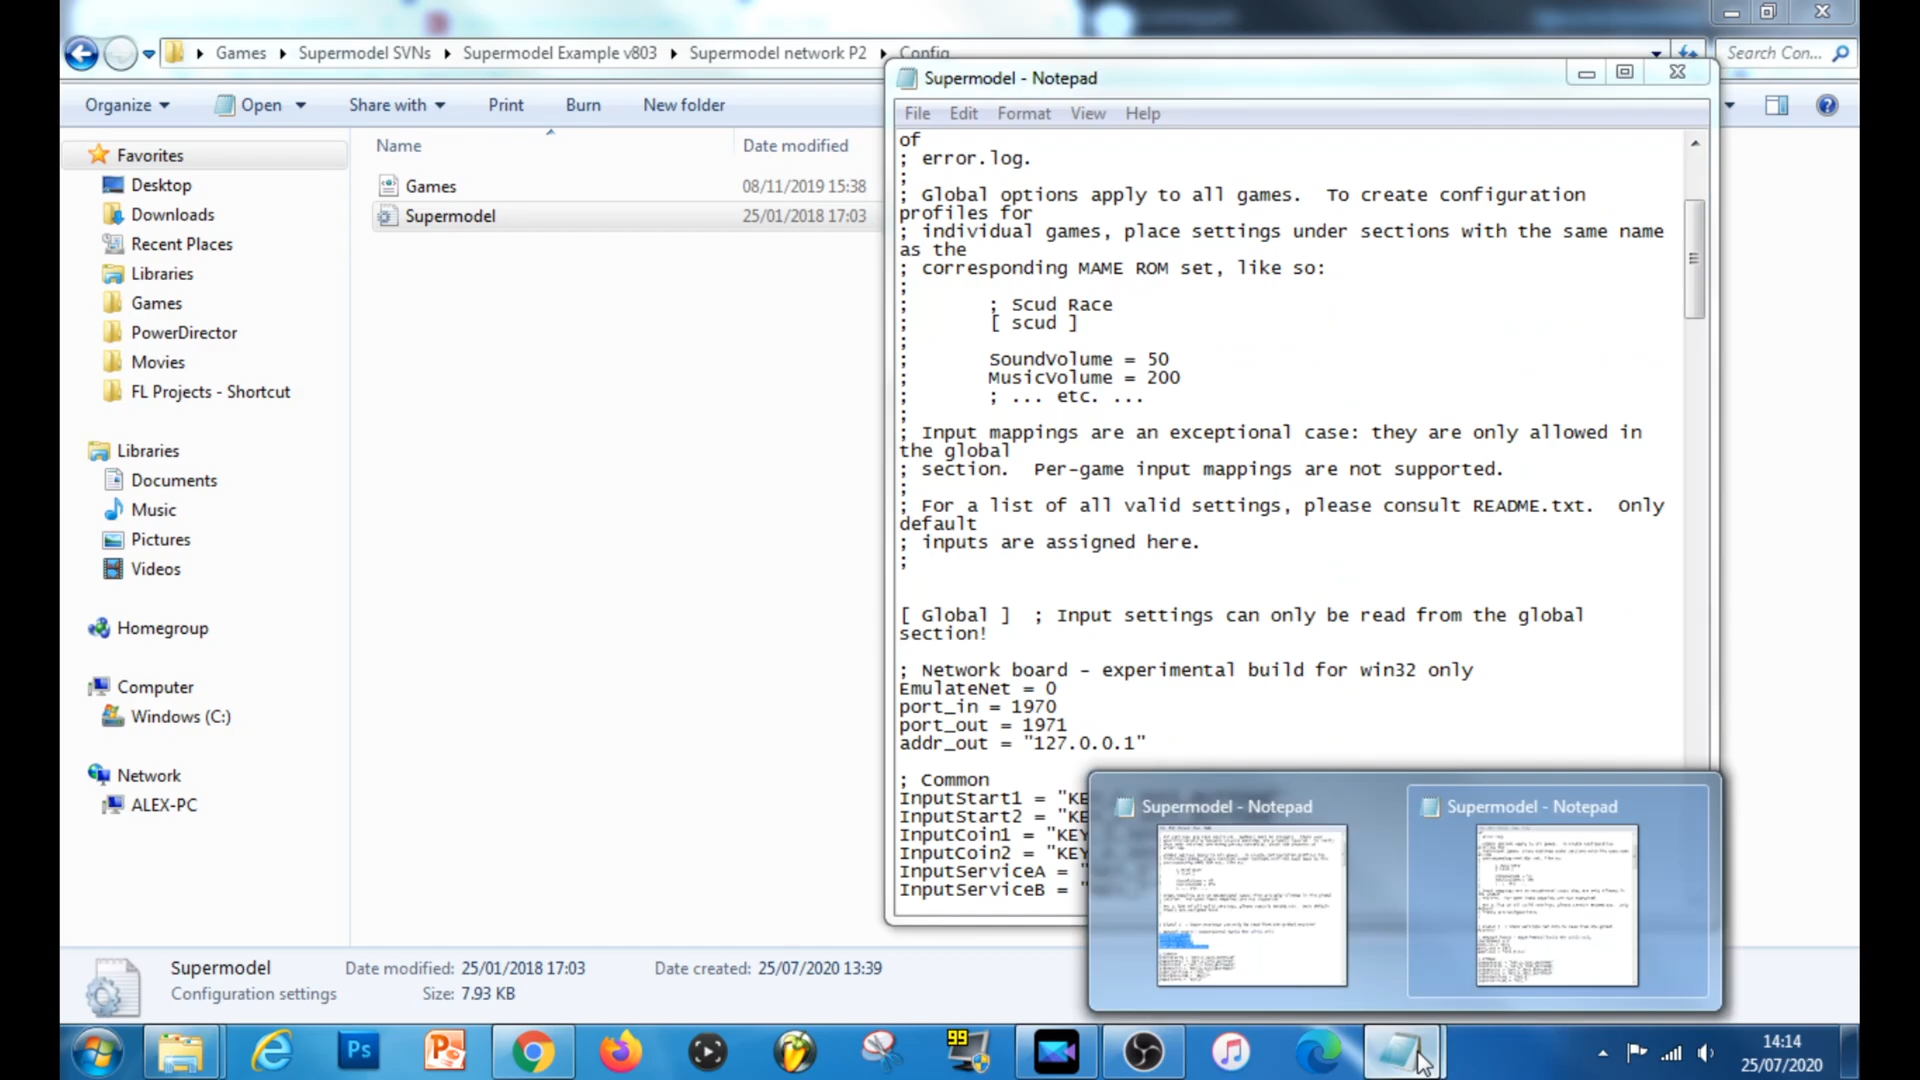 Games
Supermodel SVNs
Supermodel Example v803
Supermodel network P2
Config
Search Con...
Organize
Open
Share with
Print
Burn
New folder
Favorites
Desktop
Downloads
Recent Places
Libraries
Games
PowerDirector
Movies
FL Projects - Shortcut
Libraries
Documents
Music
Pictures
Videos
Homegroup
Computer
Windows (C:)
Network
ALEX-PC
Name
Date modified
Games
08/11/2019 15:38
Supermodel
25/01/2018 17:03
Supermodel - Notepad
File Edit Format View Help
of
; error.log.
;
; Global options apply to all games.  To create configuration
profiles for
; individual games, place settings under sections with the same name
as the
; corresponding MAME ROM set, like so:
;
; ; Scud Race
; [ scud ]
;
; SoundVolume = 50
; MusicVolume = 200
; ; ... etc. ...
;
; Input mappings are an exceptional case: they are only allowed in
the global
; section.  Per-game input mappings are not supported.
;
; For a list of all valid settings, please consult README.txt.  Only
default
; inputs are assigned here.
;
[ Global ]  ; Input settings can only be read from the global
section!
; Network board - experimental build for win32 only
EmulateNet = 0
port_in = 1970
port_out = 1971
addr_out = "127.0.0.1"
; Common
InputStart1 = "KE
InputStart2 = "KE
InputCoin1 = "KEY
InputCoin2 = "KEY
InputServiceA = "
InputServiceB = "
Supermodel - Notepad
Supermodel - Notepad
Supermodel
Configuration settings
Date modified: 25/01/2018 17:03
Size: 7.93 KB
Date created: 25/07/2020 13:39
Ps
99
14:14
25/07/2020